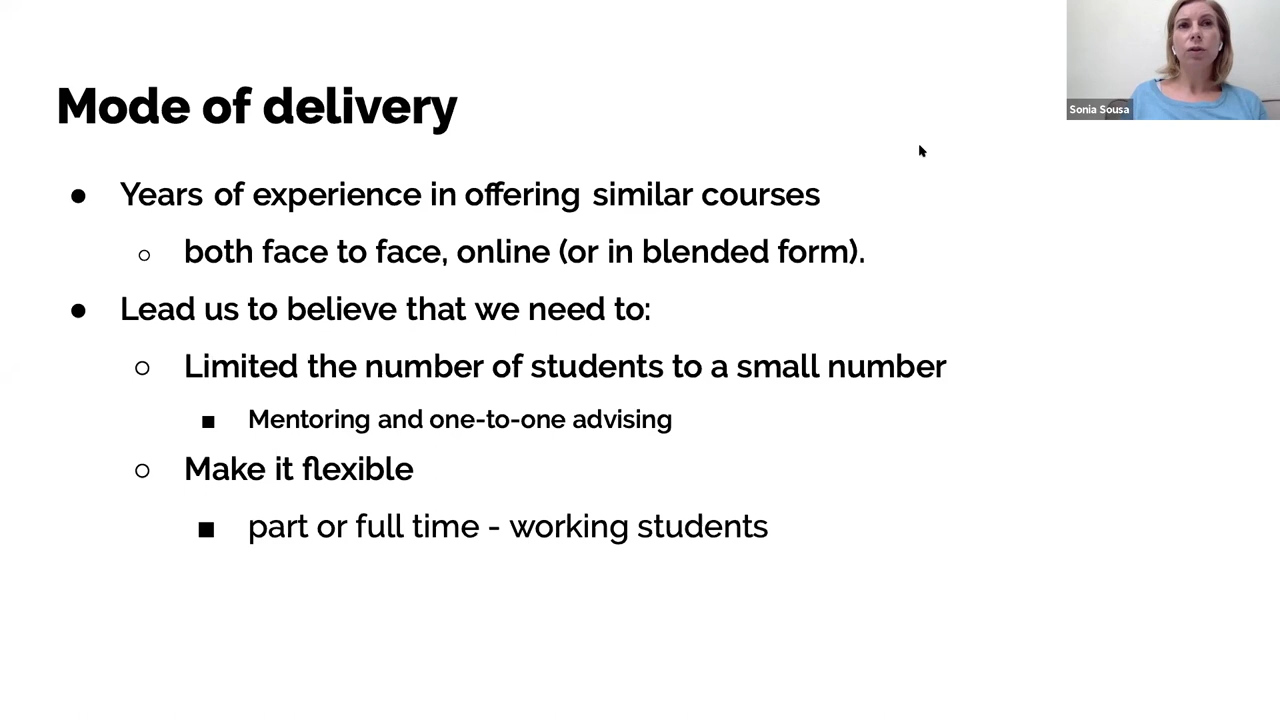 Mode of delivery
Sonia Sousa
● Years of experience in offering similar courses
○ both face to face, online (or in blended form).
● Lead us to believe that we need to:
○ Limited the number of students to a small number
■ Mentoring and one-to-one advising
○ Make it flexible
■ part or full time - working students